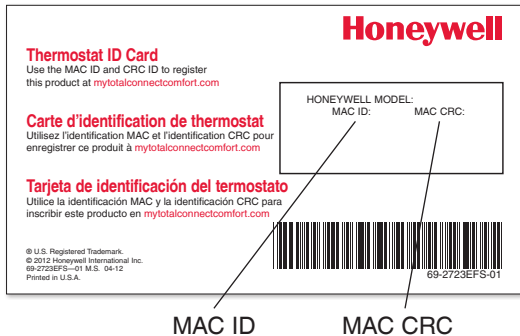 Honeywell
Thermostat ID Card
Use the MAC ID and CRC ID to register
this product at mytotalconnectcomfort.com
HONEYWELL MODEL:
MAC ID: MAC CRC:
Carte d'identification de thermostat
Utilisez l'identification MAC et l'identification CRC pour
enregistrer ce produit à mytotalconnectcomfort.com
Tarjeta de identificación del termostato
Utilice la identificación MAC y la identificación CRC para
inscribir este producto en mytotalconnectcomfort.com
® U.S. Registered Trademark.
© 2012 Honeywell International Inc.
69-2723EFS—01 M.S. 04-12
Printed in U.S.A.
69-2723EFS-01
MAC ID MAC CRC